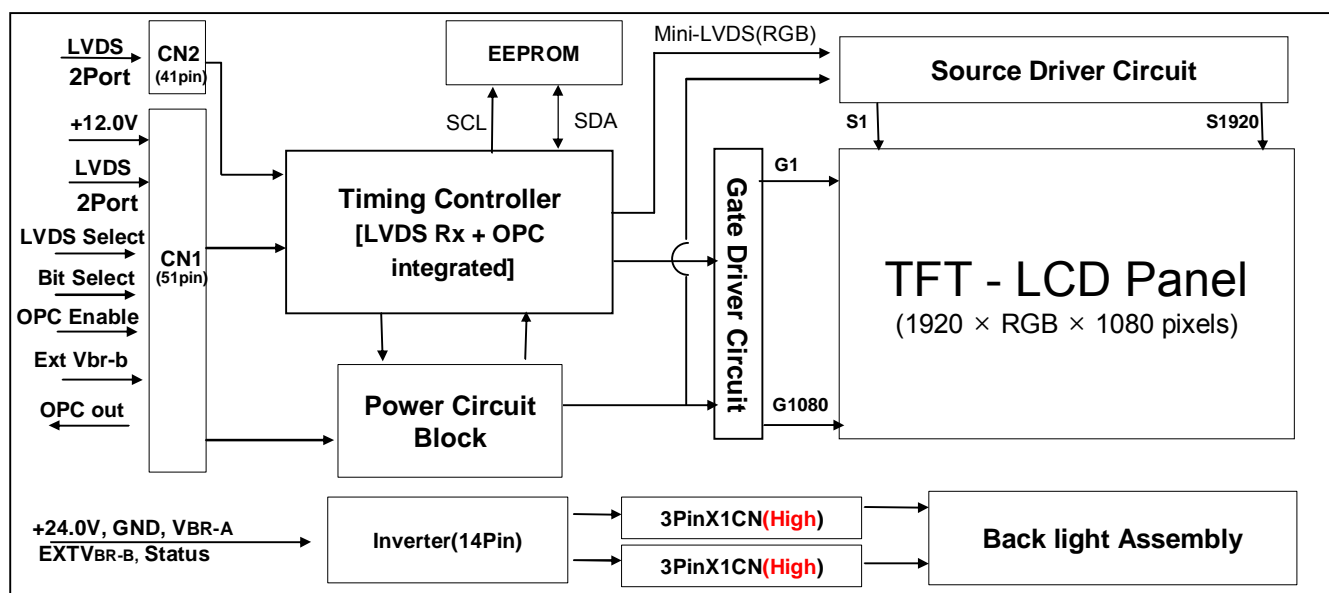 LVDS
2Port
CN2
(41pin)
EEPROM
Mini-LVDS(RGB)
Source Driver Circuit
+12.0V
SCL
SDA
S1
S1920
LVDS
2Port
LVDS Select
Bit Select
OPC Enable
Ext Vbr-b
OPC out
CN1
(51pin)
Timing Controller
[LVDS Rx + OPC
integrated]
Gate Driver Circuit
G1
G1080
TFT - LCD Panel
(1920 × RGB × 1080 pixels)
Power Circuit
Block
+24.0V, GND, VBR-A
EXTVBR-B, Status
Inverter(14Pin)
3PinX1CN(High)
3PinX1CN(High)
Back light Assembly